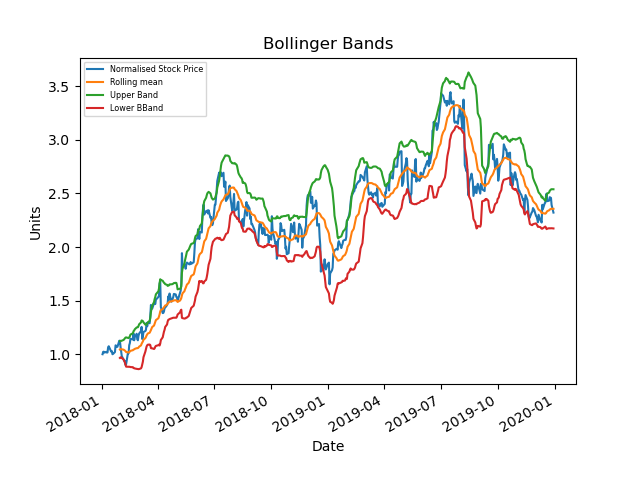 Bollinger Bands
Normalised Stock Price
Rolling mean
Upper Band
Lower BBand
3.5
3.0
2.5
2.0
1.5
1.0
Units
2018-01
2018-04
2018-07
2018-10
2019-01
2019-04
2019-07
2019-10
2020-01
Date